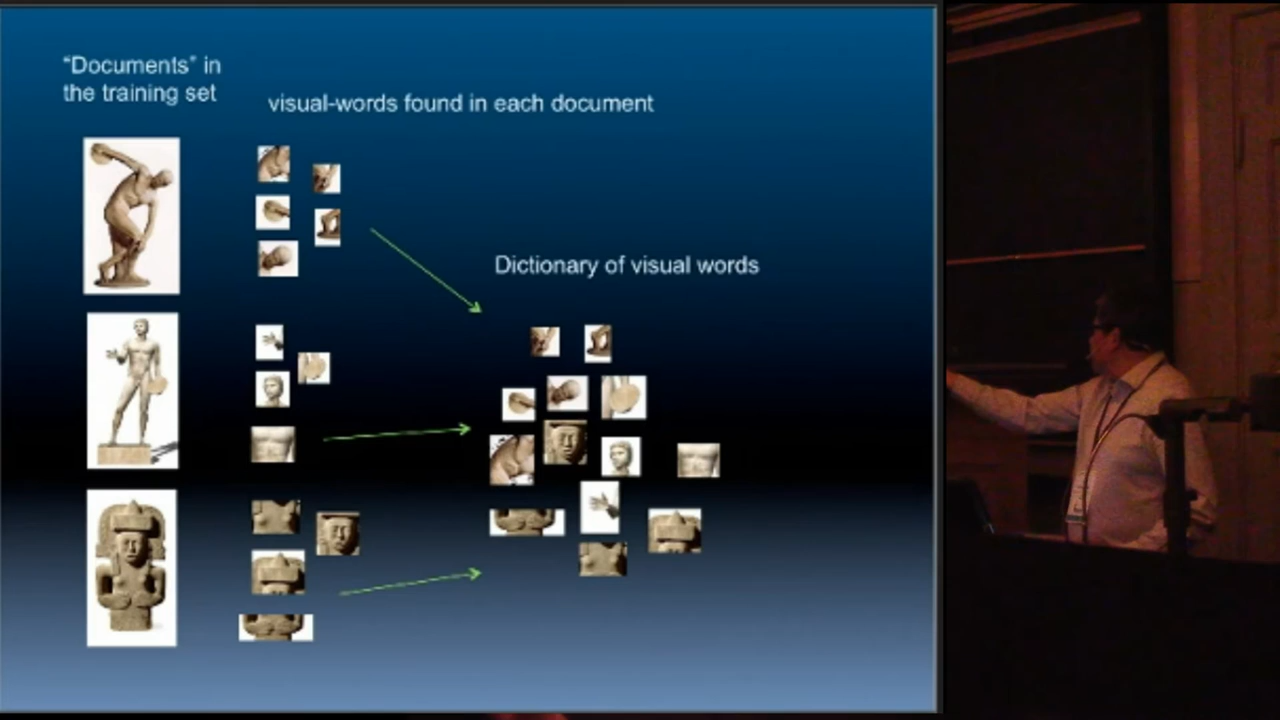 “Documents” in
the training set
visual-words found in each document
Dictionary of visual words